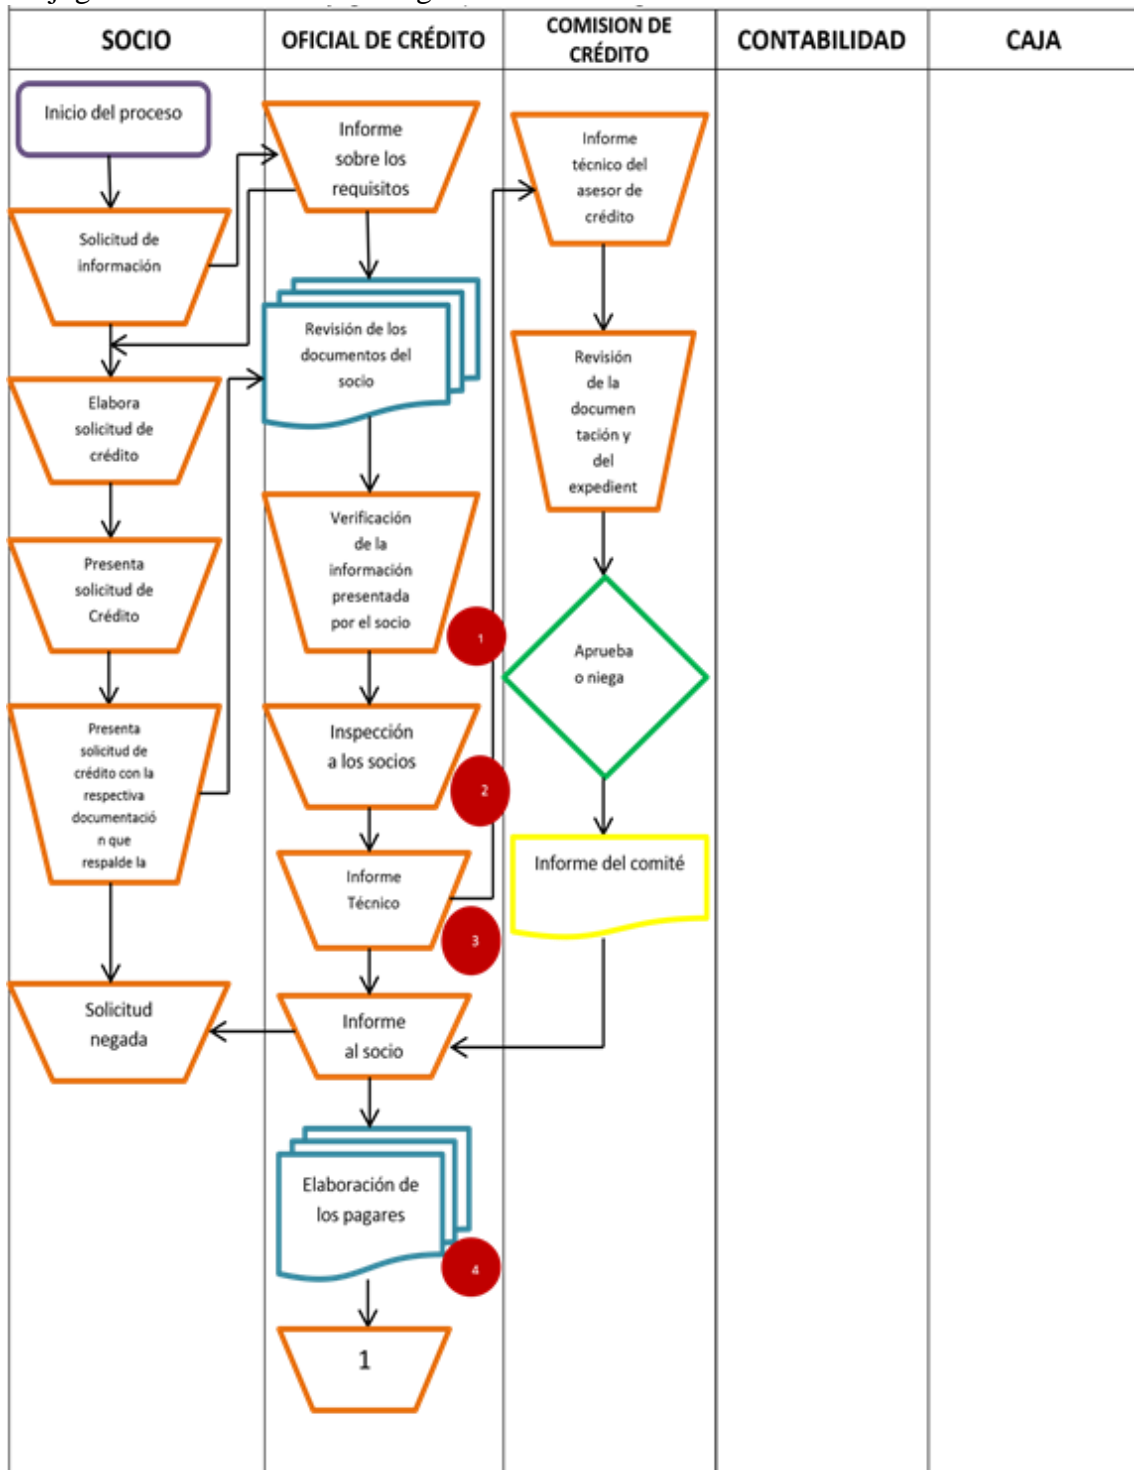 SOCIO
OFICIAL DE CRÉDITO
COMISION DE
CRÉDITO
CONTABILIDAD
CAJA
Inicio del proceso
Solicitud de
información
Elabora
solicitud de
crédito
Presenta
solicitud de
Crédito
Presenta
solicitud de
crédito con la
respectiva
documentació
n que
respalde la
Solicitud
negada
Informe
sobre los
requisitos
Revisión de los
documentos del
socio
Verificación
de la
información
presentada
por el socio
1
Inspección
a los socios
2
Informe
Técnico
3
Informe
al socio
Elaboración de
los pagares
4
1
Informe
técnico del
asesor de
crédito
Revisión
de la
documen
tación y
del
expedient
Aprueba
o niega
Informe del comité